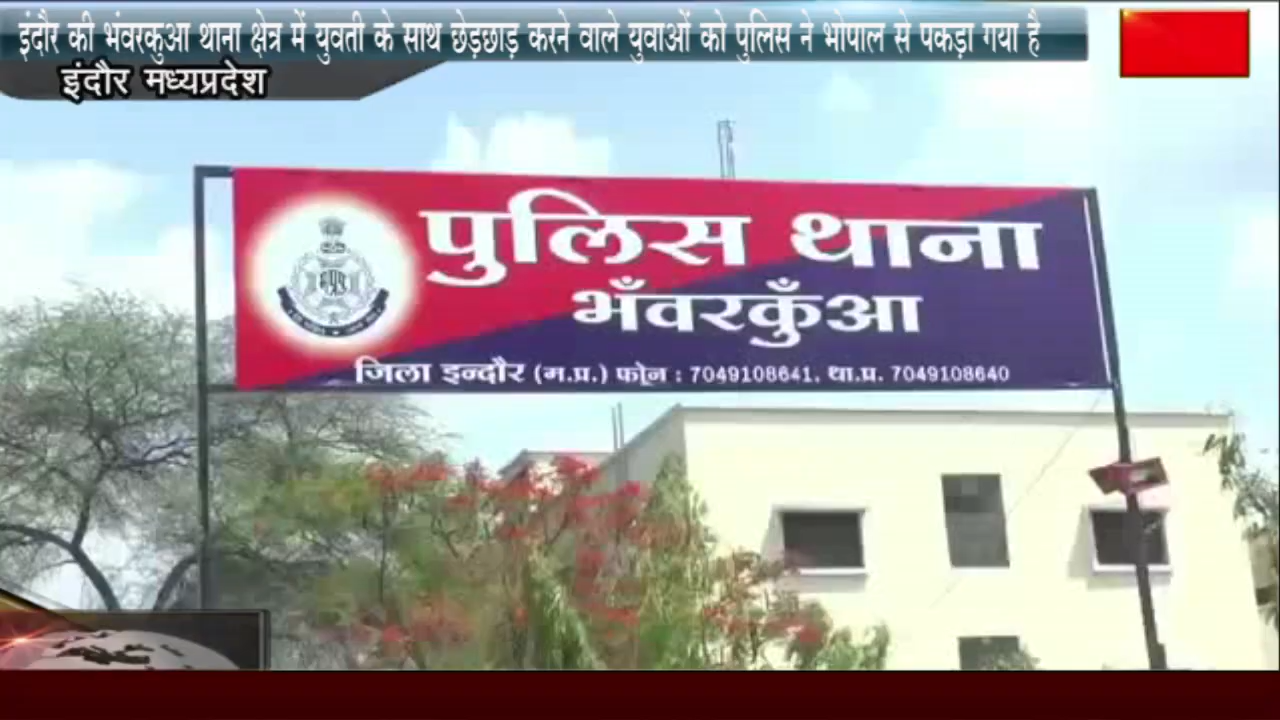 इंदौर की भंवरकुआ थाना क्षेत्र में युवती के साथ छेड़छाड़ करने वाले युवाओं को पुलिस ने भोपाल से पकड़ा गया है
इंदौर मध्यप्रदेश
पुलिस थाना
भँवरकुँआ
जिला इन्दौर (म.प्र.) फोन : 7049108641, था.प्र. 7049108640